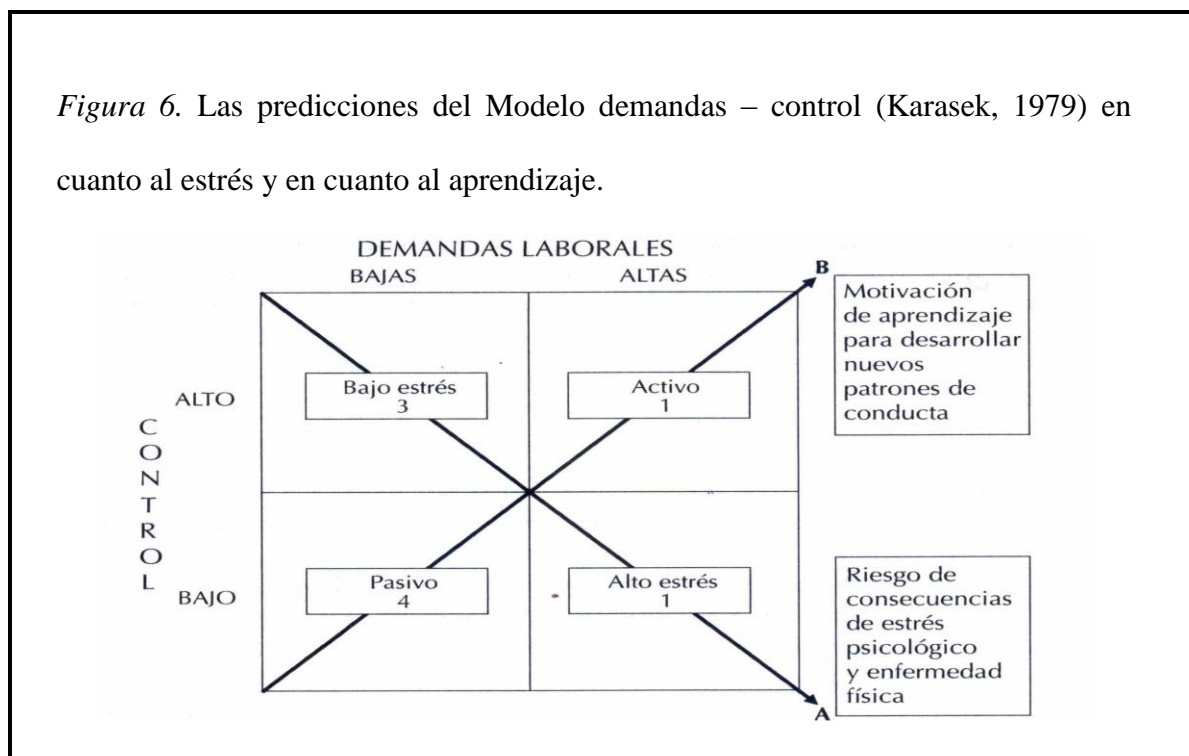 Figura 6. Las predicciones del Modelo demandas – control (Karasek, 1979) en
cuanto al estrés y en cuanto al aprendizaje.
DEMANDAS LABORALES
BAJAS ALTAS
B
Motivación
de aprendizaje
para desarrollar
nuevos
patrones de
conducta
CONTROL
ALTO
Bajo estrés
3
Activo
1
BAJO
Pasivo
4
Alto estrés
1
Riesgo de
consecuencias
de estrés
psicológico
y enfermedad
física
A